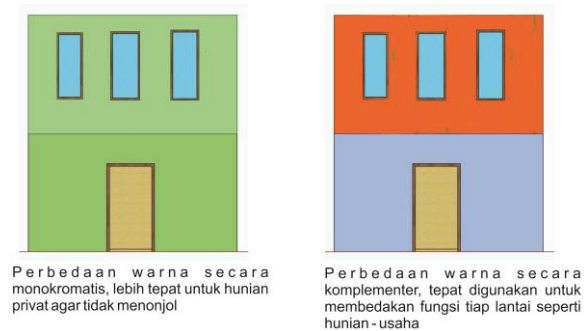 Perbedaan warna secara
monokromatis, lebih tepat untuk hunian
privat agar tidak menonjol
Perbedaan warna secara
komplementer, tepat digunakan untuk
membedakan fungsi tiap lantai seperti
hunian - usaha